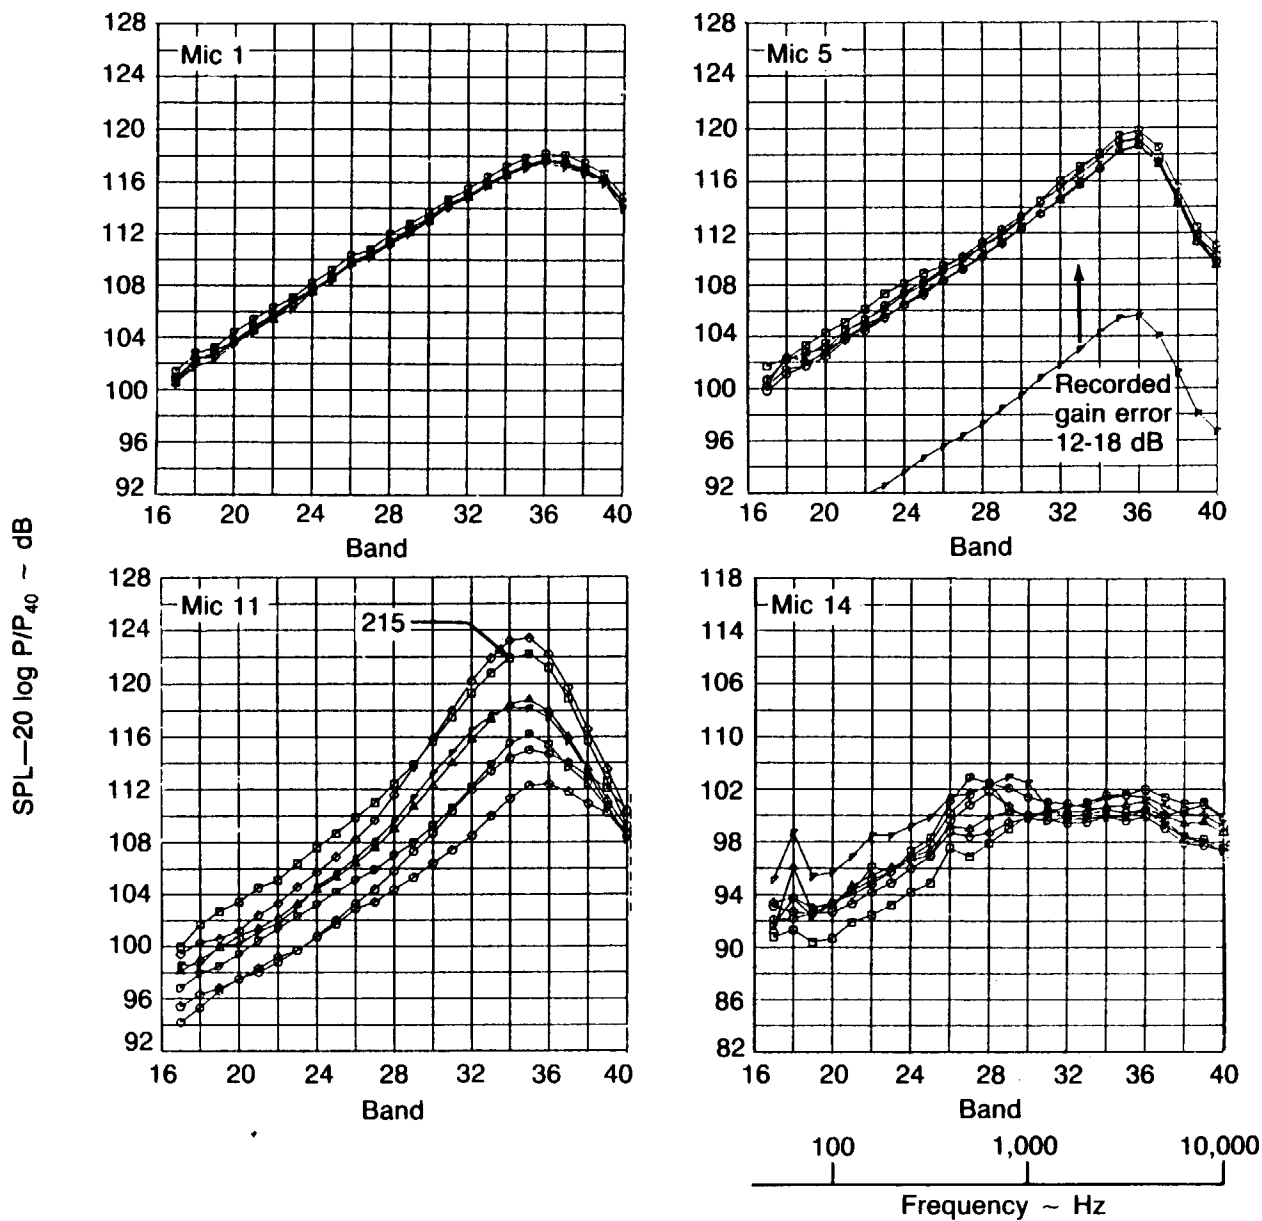 SPL—20 log P/P40 ~ dB
Mic 1
128
124
120
116
112
108
104
100
96
92
16 20 24 28 32 36 40
Band
Mic 5
128
124
120
116
112
108
104
100
96
92
Recorded
gain error
12-18 dB
16 20 24 28 32 36 40
Band
Mic 11
215
128
124
120
116
112
108
104
100
96
92
16 20 24 28 32 36 40
Band
Mic 14
118
114
106
110
102
98
94
90
86
82
16 20 24 28 32 36 40
Band
100 1,000 10,000
Frequency ~ Hz